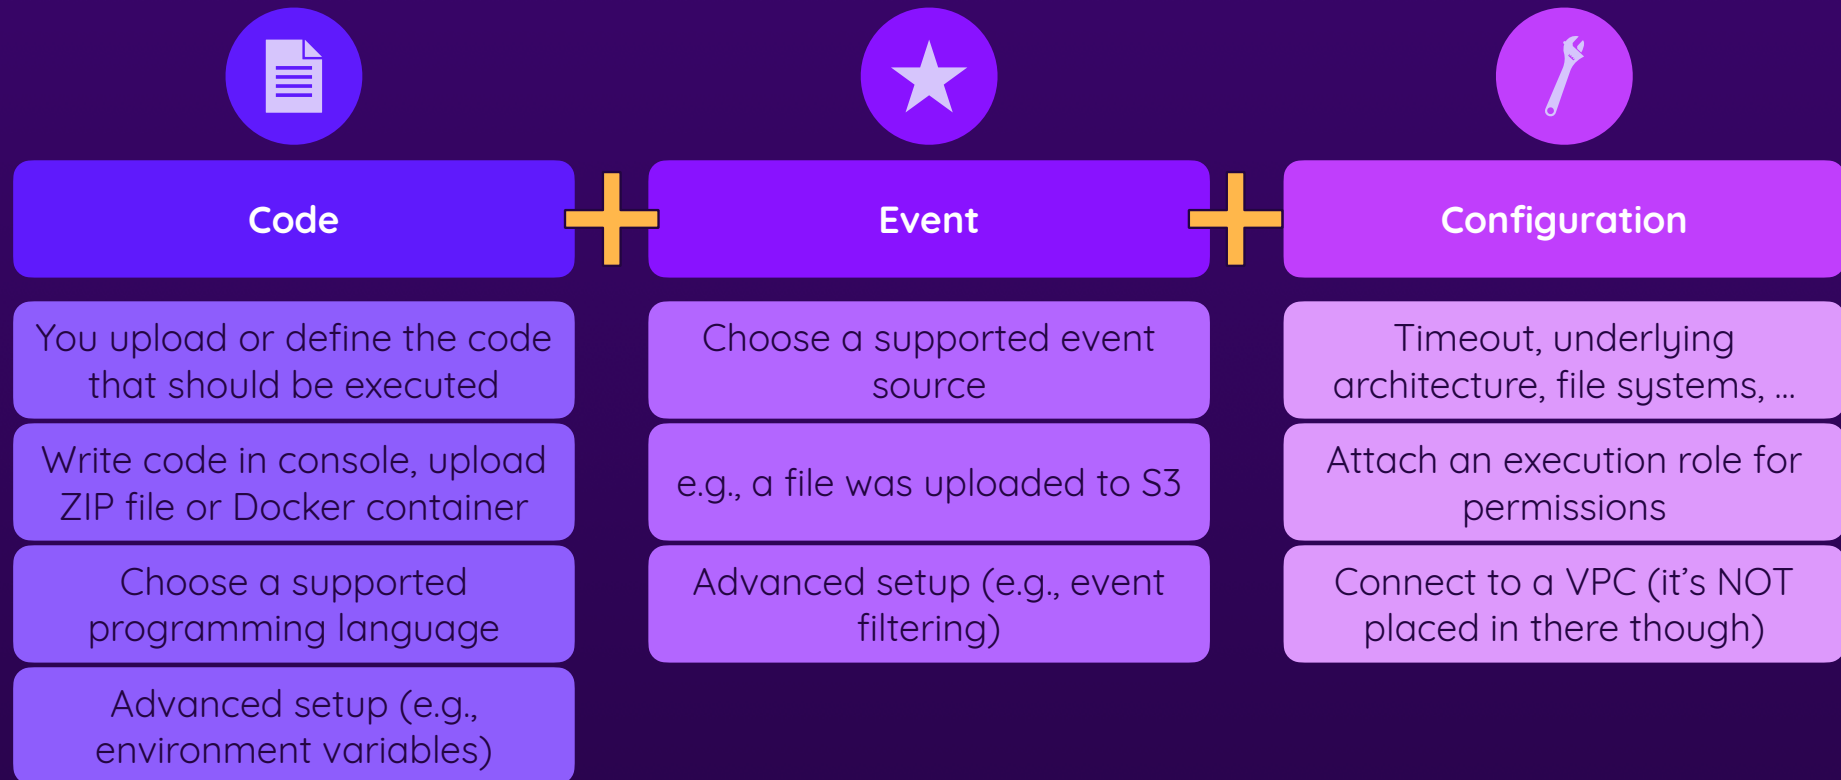 Code
Event
Configuration
You upload or define the code
that should be executed
Write code in console, upload
ZIP file or Docker container
Choose a supported
programming language
Advanced setup (e.g.,
environment variables)
Choose a supported event
source
e.g., a file was uploaded to S3
Advanced setup (e.g., event
filtering)
Timeout, underlying
architecture, file systems, ...
Attach an execution role for
permissions
Connect to a VPC (it’s NOT
placed in there though)